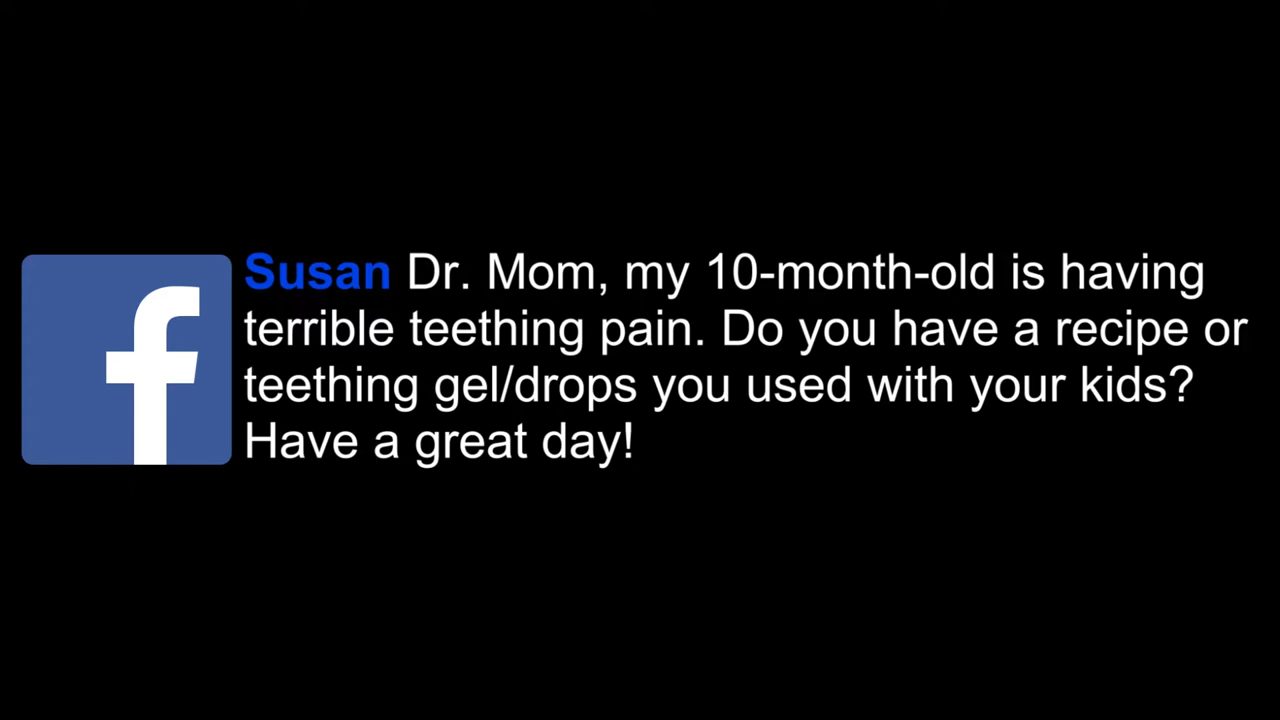 Susan Dr. Mom, my 10-month-old is having
terrible teething pain. Do you have a recipe or
teething gel/drops you used with your kids?
Have a great day!